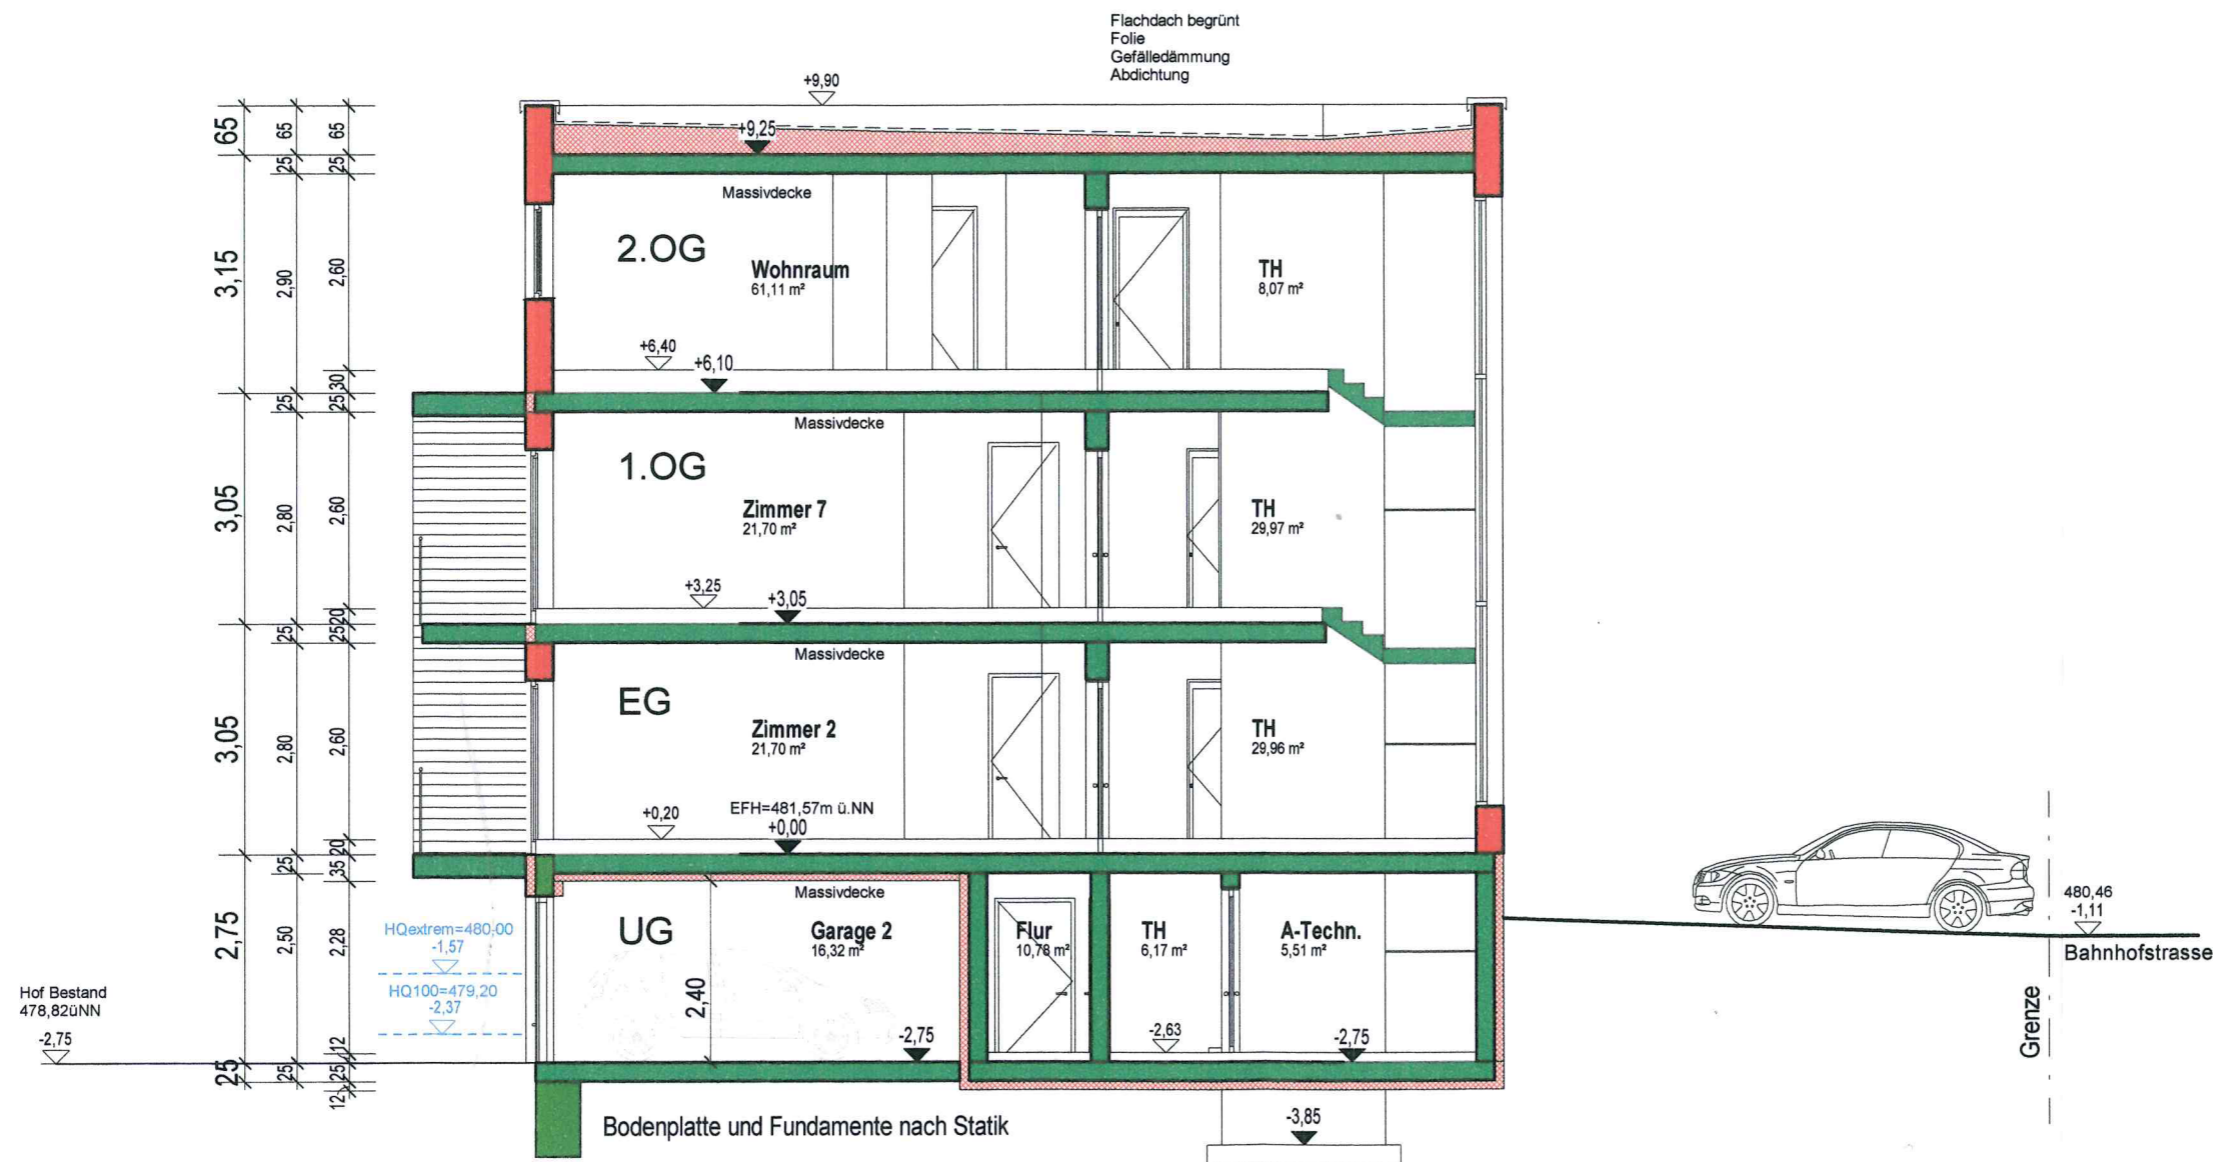 Flachdach begrünt
Folie
Gefälledämmung
Abdichtung
+9,90
+9,25
65
65
65
25
25
Massivdecke
2.OG
Wohnraum
61,11 m²
TH
8,07 m²
3,15
2,90
2,60
+6,40
+6,10
30
25
25
Massivdecke
1.OG
Zimmer 7
21,70 m²
TH
29,97 m²
3,05
2,80
2,60
+3,25
+3,05
20
25
25
Massivdecke
EG
Zimmer 2
21,70 m²
TH
29,96 m²
3,05
2,80
2,60
EFH=481,57m ü.NN
+0,20
+0,00
20
25
35
Massivdecke
480,46
-1,11
Bahnhofstrasse
HQextrem=480,00
-1,57
UG
Garage 2
16,32 m²
Flur
10,78 m²
TH
6,17 m²
A-Techn.
5,51 m²
2,75
2,50
2,28
2,40
HQ100=479,20
-2,37
Hof Bestand
478,82üNN
-2,75
-2,75
-2,63
-2,75
Grenze
12
25
25
25
12
Bodenplatte und Fundamente nach Statik
-3,85